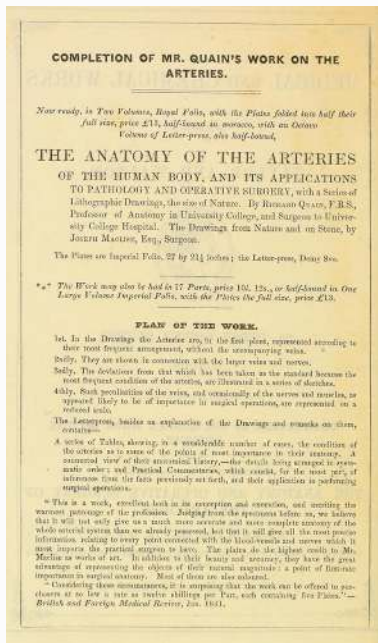 COMPLETION OF MR. QUAIN'S WORK ON THE
ARTERIES.
Now ready, in Two Volumes, Royal Folio, with the Plates folded into half their
full size, price £13, half-bound in morocco, with an Octavo
Volume of Letter-press, also half-bound,
THE ANATOMY OF THE ARTERIES
OF THE HUMAN BODY, AND ITS APPLICATIONS
TO PATHOLOGY AND OPERATIVE SURGERY, with a Series of
Lithographic Drawings, the size of Nature. By RICHARD QUAIN, F.R.S.,
Professor of Anatomy in University College, and Surgeon to Univer-
sity College Hospital. The Drawings from Nature and on Stone, by
JOSEPH MACLISE, Esq., Surgeon.
The Plates are Imperial Folio, 27 by 21½ inches; the Letter-press, Demy 8vo.
*** The Work may also be had in 17 Parts, price 10l. 12s., or half-bound in One
Large Volume Imperial Folio, with the Plates the full size, price £13.
PLAN OF THE WORK.
1st. In the Drawings the Arteries are, in the first place, represented according to
their most frequent arrangement, without the accompanying veins.
2ndly. They are shown in connexion with the larger veins and nerves.
3rdly. The deviations from that which has been taken as the standard because the
most frequent condition of the arteries, are illustrated in a series of sketches.
4thly. Such peculiarities of the veins, and occasionally of the nerves and muscles, as
appeared likely to be of importance in surgical operations, are represented on a
reduced scale.
The Letterpress, besides an explanation of the Drawings and remarks on them,
contains—
A series of Tables, showing, in a considerable number of cases, the condition of
the arteries as to some of the points of most importance in their anatomy. A
connected view of their anatomical history,—the details being arranged in syste-
matic order; and Practical Commentaries, which consist, for the most part, of
inferences from the facts previously set forth, and their application in performing
surgical operations.
"This is a work, excellent both in its conception and execution, and meriting the
warmest patronage of the profession. Judging from the specimens before us, we believe
that it will not only give us a much more accurate and more complete anatomy of the
whole arterial system than we already possessed, but that it will give all the most precise
information relating to every point connected with the blood-vessels and nerves which it
most imports the practical surgeon to have. The plates do the highest credit to Mr.
Maclise as works of art. In addition to their beauty and accuracy, they have the great
advantage of representing the objects of their natural magnitude: a point of first-rate
importance in surgical anatomy. Most of them are also coloured.
"Considering these circumstances, it is surprising that the work can be offered to pur-
chasers at so low a rate as twelve shillings per Part, each containing five Plates."—
British and Foreign Medical Review, Jan. 1841.